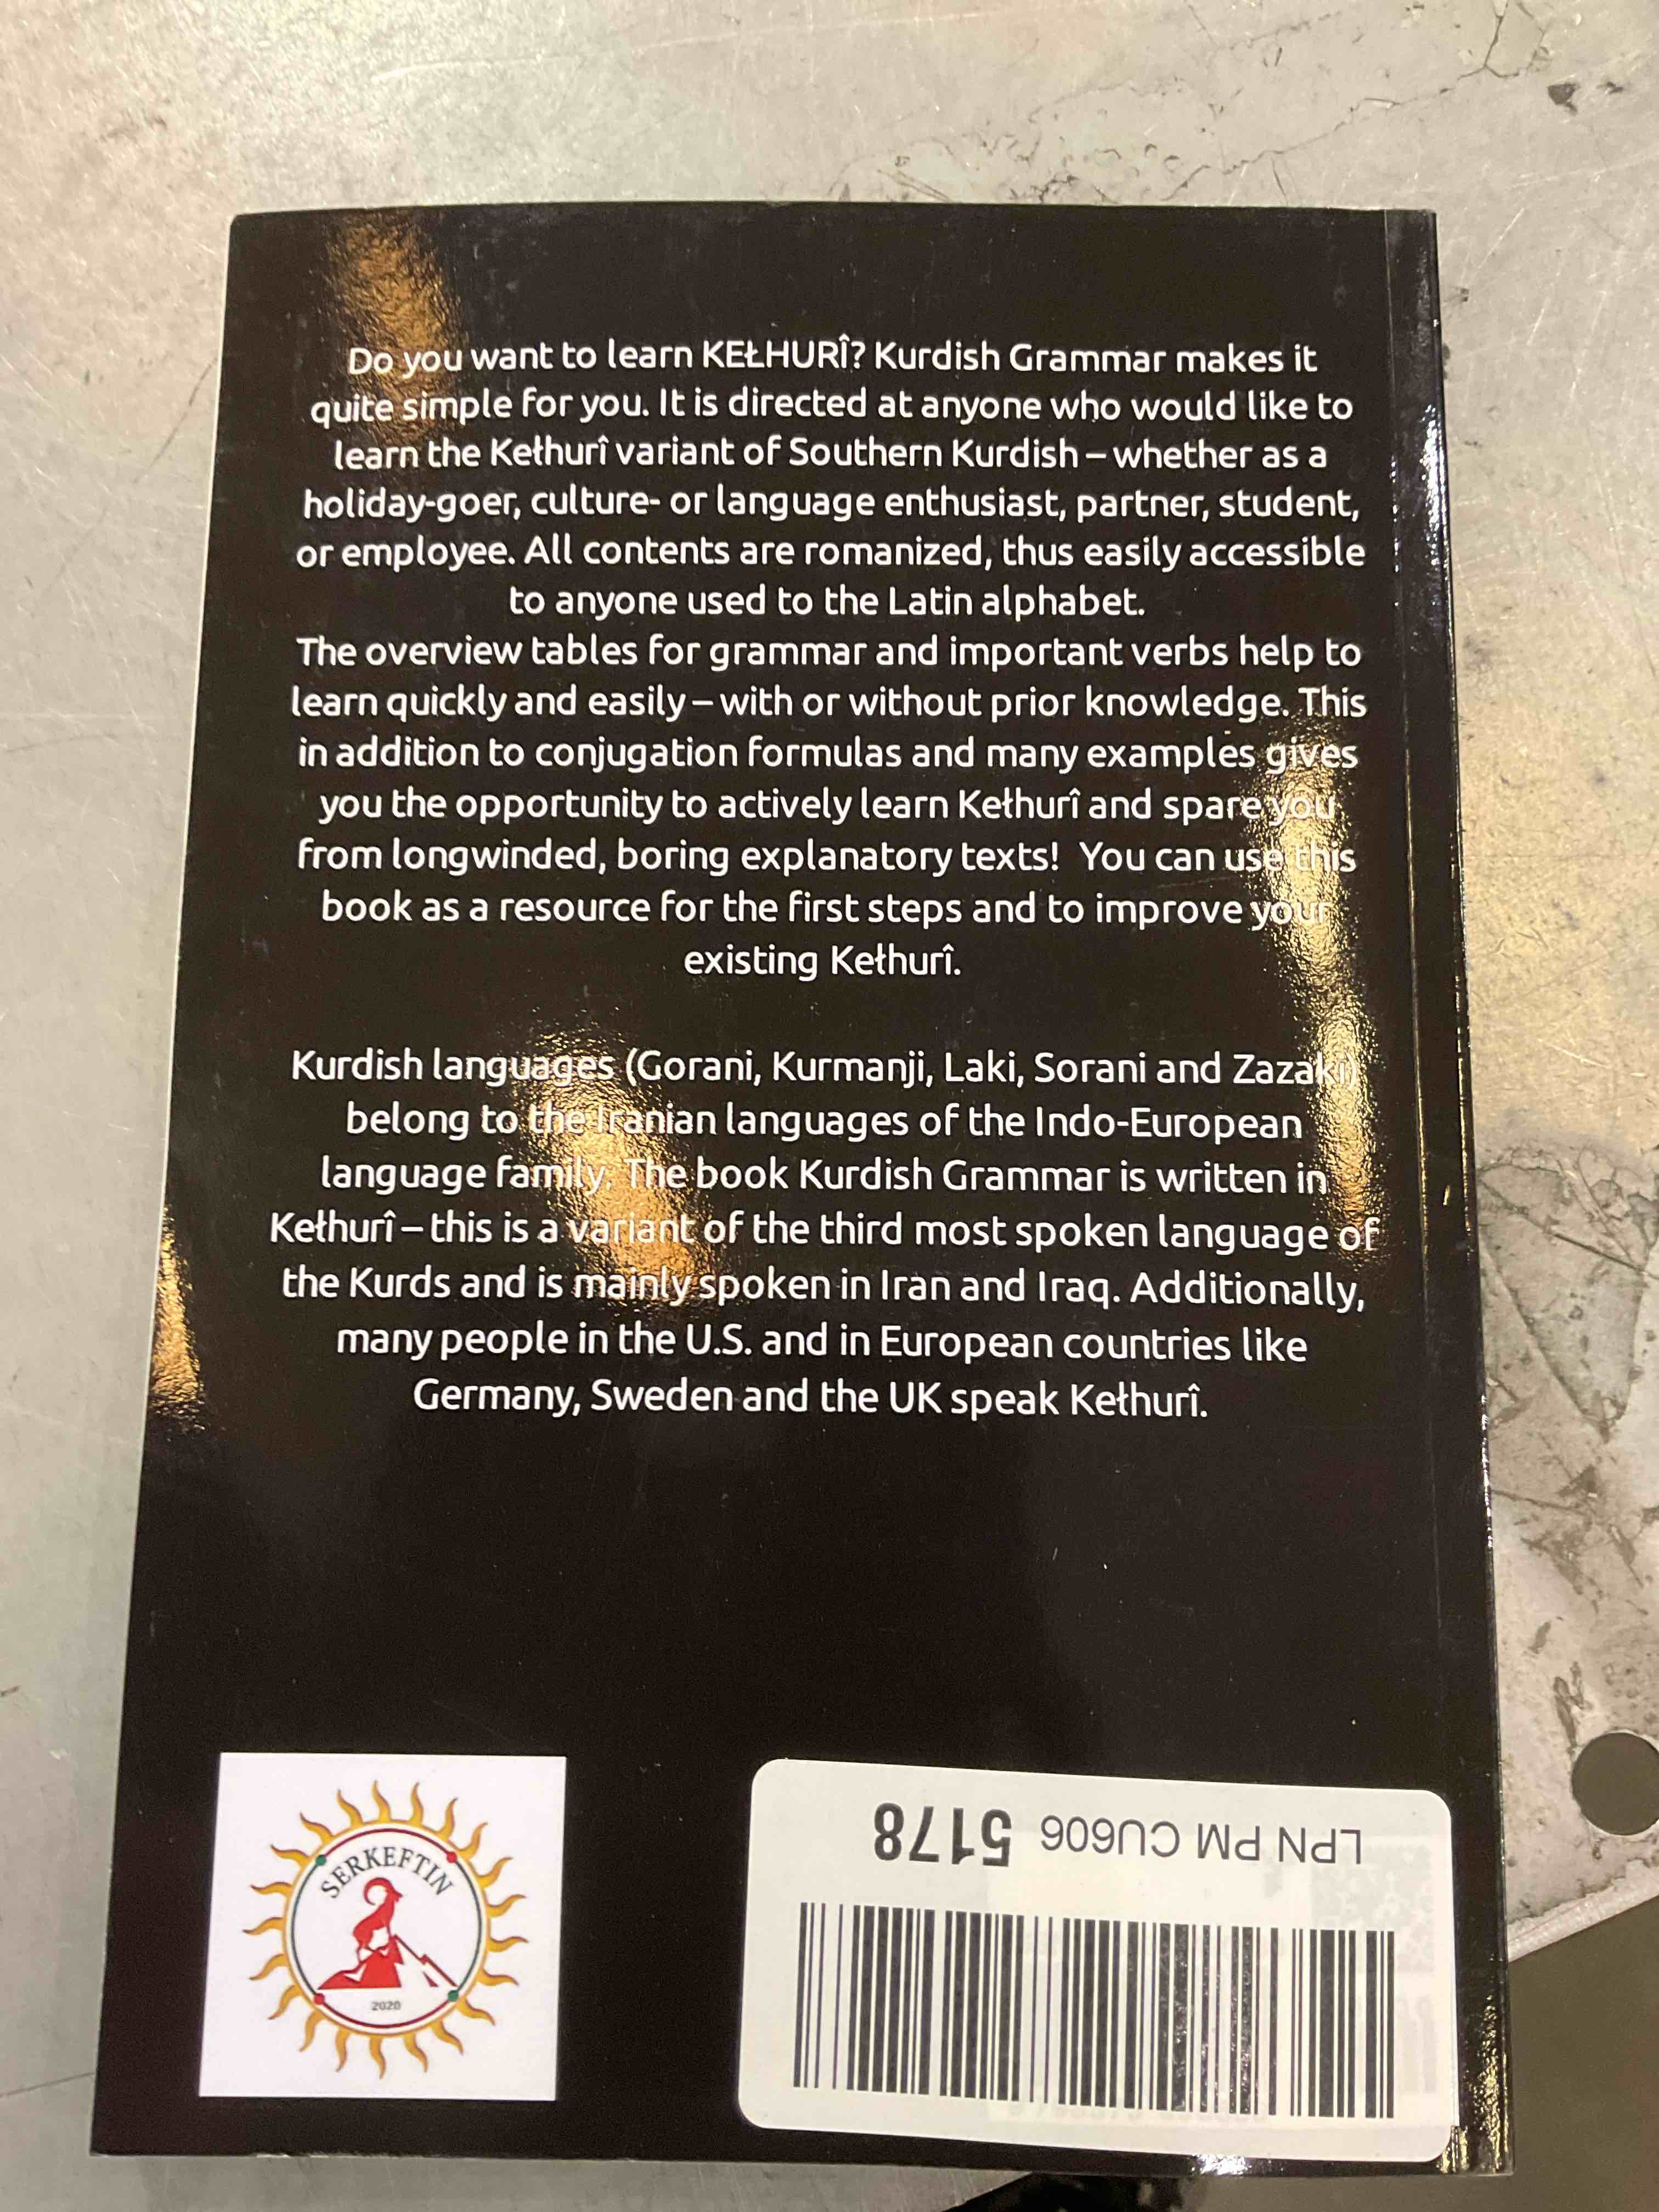 Do you want to learn KEŁHURÎ? Kurdish Grammar makes it
quite simple for you. It is directed at anyone who would like to
learn the Kełhurî variant of Southern Kurdish – whether as a
holiday-goer, culture- or language enthusiast, partner, student,
or employee. All contents are romanized, thus easily accessible
to anyone used to the Latin alphabet.
The overview tables for grammar and important verbs help to
learn quickly and easily – with or without prior knowledge. This
in addition to conjugation formulas and many examples gives
you the opportunity to actively learn Kełhurî and spare you
from longwinded, boring explanatory texts! You can use this
book as a resource for the first steps and to improve your
existing Kełhurî.
Kurdish languages (Gorani, Kurmanji, Laki, Sorani and Zazaki)
belong to the Iranian languages of the Indo-European
language family. The book Kurdish Grammar is written in
Kełhurî – this is a variant of the third most spoken language of
the Kurds and is mainly spoken in Iran and Iraq. Additionally,
many people in the U.S. and in European countries like
Germany, Sweden and the UK speak Kełhurî.
SERKEFTIN
2020
LPN PM CU606 5178